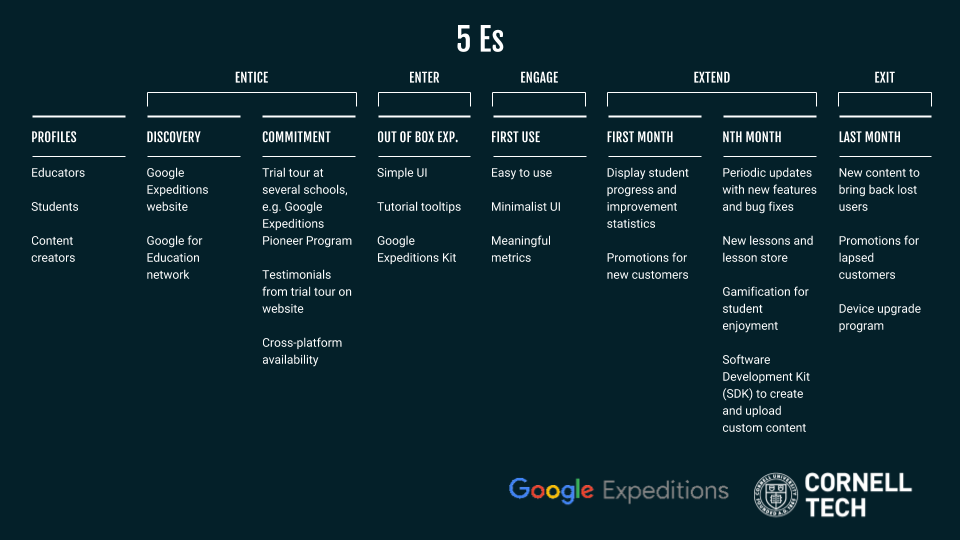 5 Es
ENTICE
ENTER
ENGAGE
EXTEND
EXIT
PROFILES
Educators
Students
Content
creators
DISCOVERY
Google
Expeditions
website
Google for
Education
network
COMMITMENT
Trial tour at
several schools,
e.g. Google
Expeditions
Pioneer Program
Testimonials
from trial tour on
website
Cross-platform
availability
OUT OF BOX EXP.
Simple UI
Tutorial tooltips
Google
Expeditions Kit
FIRST USE
Easy to use
Minimalist UI
Meaningful
metrics
FIRST MONTH
Display student
progress and
improvement
statistics
Promotions for
new customers
NTH MONTH
Periodic updates
with new features
and bug fixes
New lessons and
lesson store
Gamification for
student
enjoyment
Software
Development Kit
(SDK) to create
and upload
custom content
LAST MONTH
New content to
bring back lost
users
Promotions for
lapsed
customers
Device upgrade
program
Google Expeditions
CORNELL
TECH